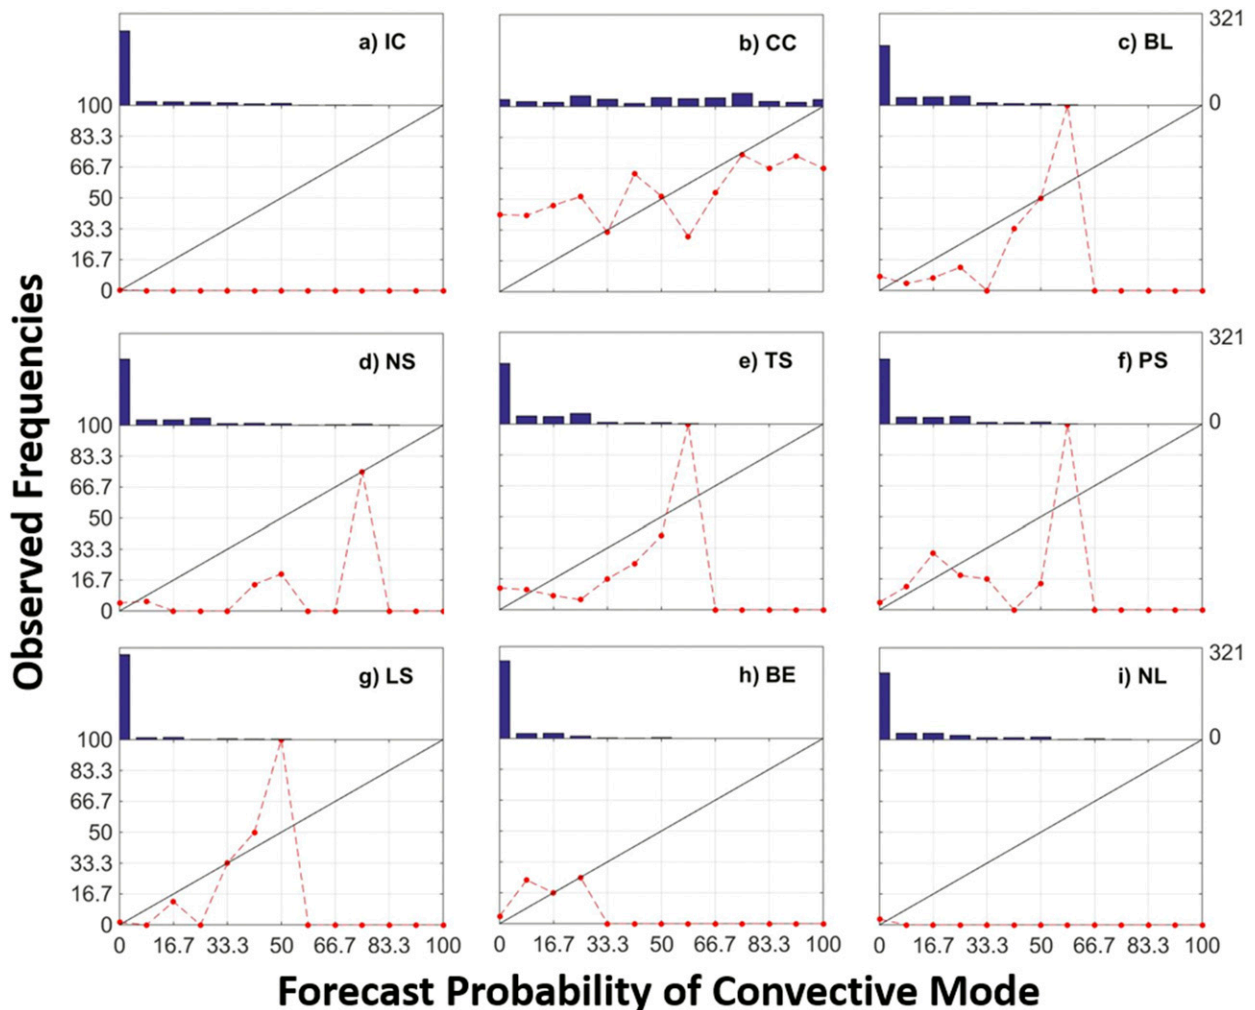 a) IC
b) CC
c) BL
321
0
100
83.3
66.7
50
33.3
16.7
0
d) NS
e) TS
f) PS
321
0
100
83.3
66.7
50
33.3
16.7
0
g) LS
h) BE
i) NL
321
0
100
83.3
66.7
50
33.3
16.7
0
0 16.7 33.3 50 66.7 83.3 100
0 16.7 33.3 50 66.7 83.3 100
0 16.7 33.3 50 66.7 83.3 100
Observed Frequencies
Forecast Probability of Convective Mode